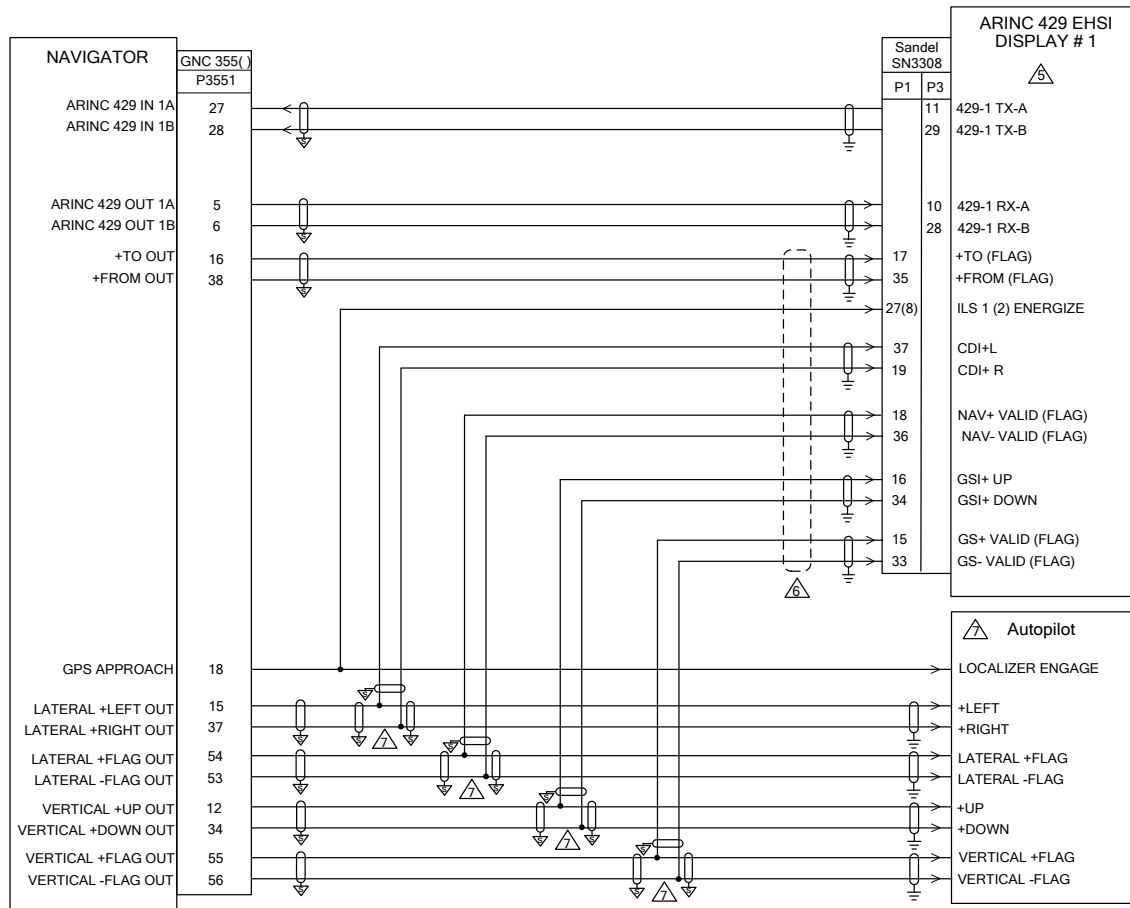 NAVIGATOR
GNC 355( )
P3551
ARINC 429 EHSI
DISPLAY # 1
5
Sandel
SN3308
P1 P3
ARINC 429 IN 1A 27 S 11 429-1 TX-A
ARINC 429 IN 1B 28 29 429-1 TX-B
ARINC 429 OUT 1A 5 S 10 429-1 RX-A
ARINC 429 OUT 1B 6 28 429-1 RX-B
+TO OUT 16 S 17 +TO (FLAG)
+FROM OUT 38 35 +FROM (FLAG)
27(8) ILS 1 (2) ENERGIZE
37 CDI+L
19 CDI+ R
18 NAV+ VALID (FLAG)
36 NAV- VALID (FLAG)
16 GSI+ UP
34 GSI+ DOWN
15 GS+ VALID (FLAG)
33 GS- VALID (FLAG)
6
7 Autopilot
GPS APPROACH 18 LOCALIZER ENGAGE
S
LATERAL +LEFT OUT 15 +LEFT
LATERAL +RIGHT OUT 37 +RIGHT
S S 7 S
S
LATERAL +FLAG OUT 54 LATERAL +FLAG
LATERAL -FLAG OUT 53 LATERAL -FLAG
S S 7 S
S
VERTICAL +UP OUT 12 +UP
VERTICAL +DOWN OUT 34 +DOWN
S S 7 S
S
VERTICAL +FLAG OUT 55 VERTICAL +FLAG
VERTICAL -FLAG OUT 56 VERTICAL -FLAG
S S 7 S